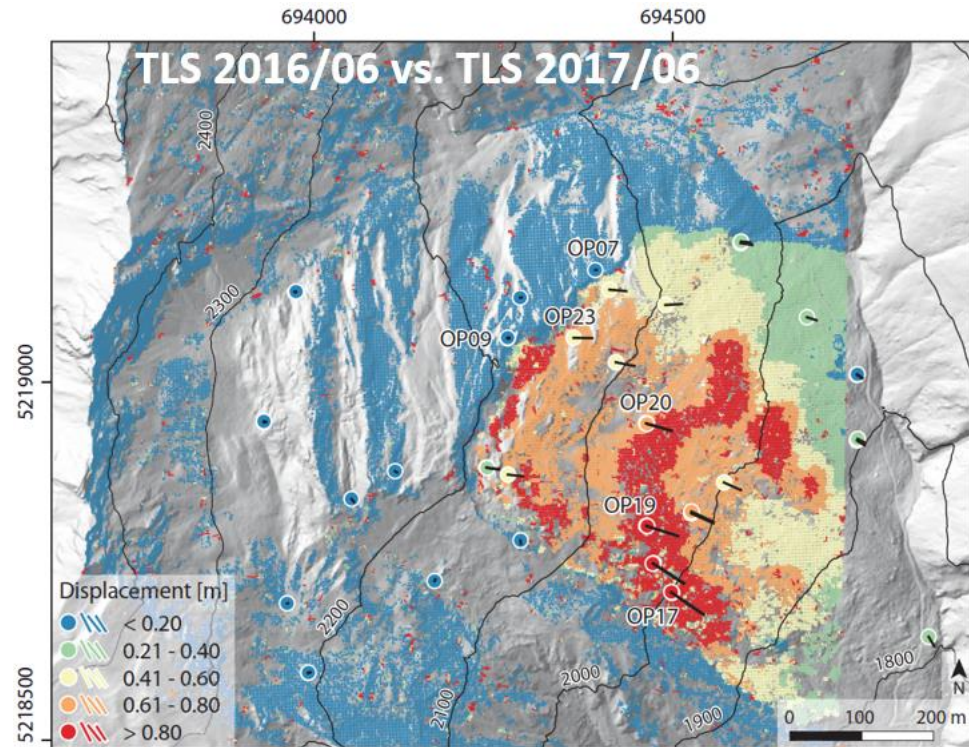 694000
694500
TLS 2016/06 vs. TLS 2017/06
2400
2300
OP07
OP09
OP23
5219000
OP20
OP19
OP17
Displacement [m]
< 0.20
0.21 - 0.40
0.41 - 0.60
0.61 - 0.80
> 0.80
2200
2100
2000
1900
1800
N
0 100 200 m
5218500